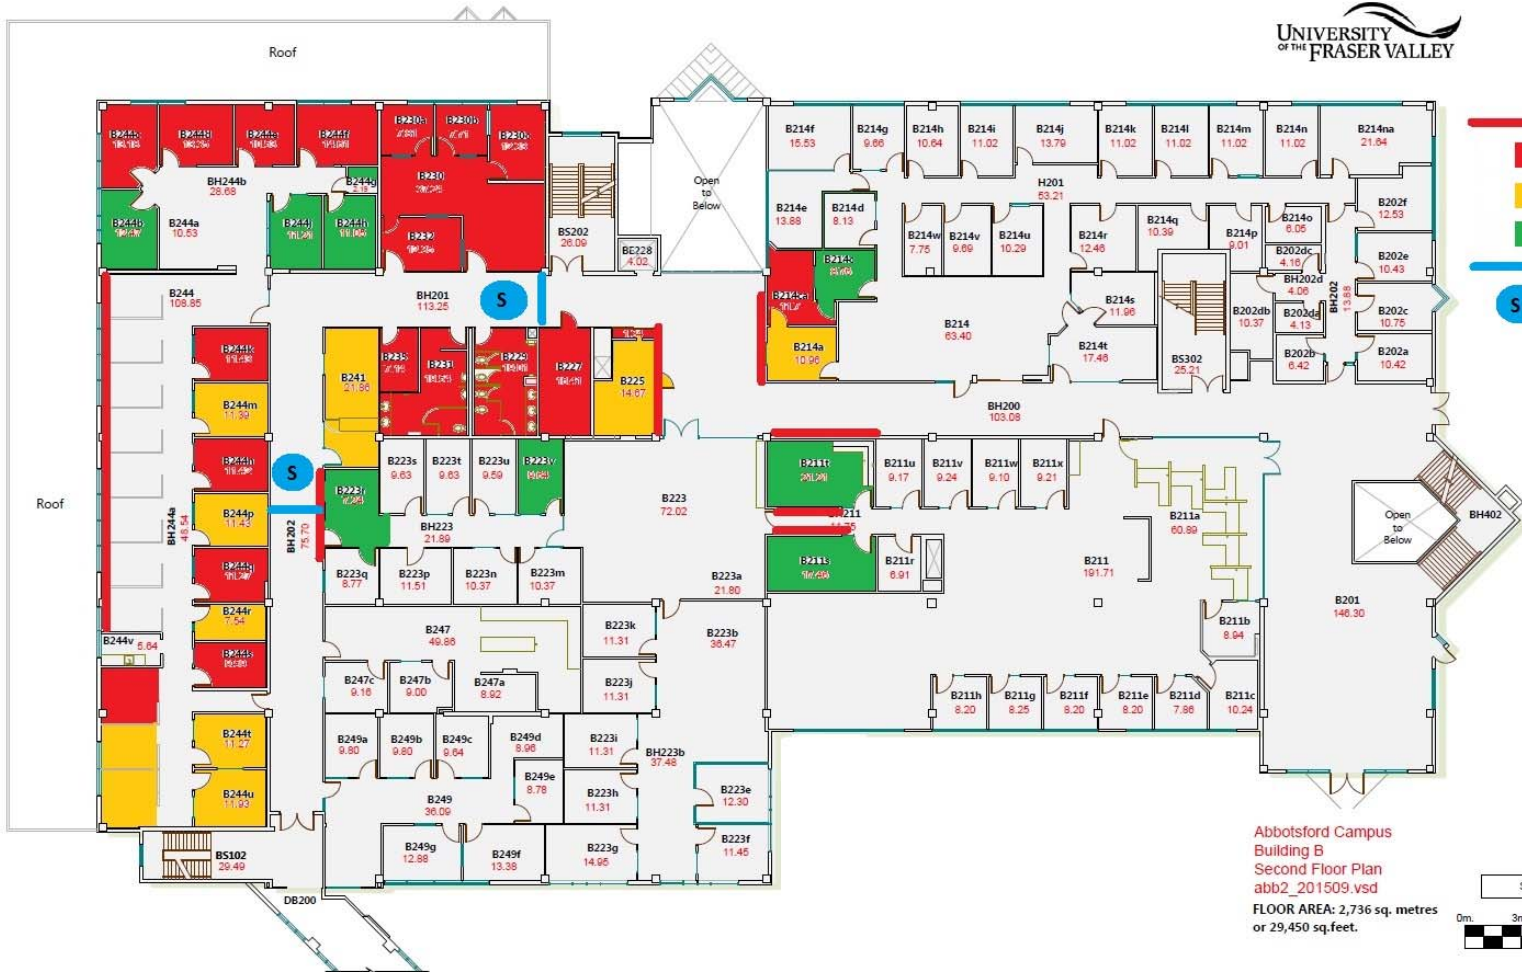 UNIVERSITY
OF THE FRASER VALLEY
Roof
B230a
B230b
B244g
BH244b
28.68
B244a
10.53
B230
B232
BS202
26.09
BE228
4.02
Open
to
Below
B214f
15.53
B214g
9.66
B214h
10.64
B214i
11.02
B214j
13.79
B214k
11.02
B214l
11.02
B214m
11.02
B214n
11.02
B214na
21.64
H201
53.21
B214e
13.88
B214d
8.13
B214w
7.75
B214v
9.69
B214u
10.29
B214r
12.46
B214q
10.39
B214p
9.01
B214o
6.05
B202f
12.53
B202dc
4.16
B202e
10.43
BH202d
4.06
BH202
13.88
B202c
10.75
B202db
10.37
B202da
4.13
B202b
6.42
B202a
10.42
B214s
11.96
B214t
17.46
BS302
25.21
B214
63.40
B214a
10.96
S
B244
108.85
BH201
113.25
S
B241
21.86
B235
B231
B229
B227
B225
14.67
BH200
103.08
B244m
11.39
B244p
11.43
B244r
7.54
B244v 5.64
B244t
11.27
B244u
11.93
BH244a
48.54
S
BH202
75.70
B223s
9.63
B223t
9.63
B223u
9.59
B223v
B223r
BH223
21.89
B223
72.02
B223q
8.77
B223p
11.51
B223n
10.37
B223m
10.37
B223a
21.80
B211t
B211u
9.17
B211v
9.24
B211w
9.10
B211x
9.21
B211s
B211r
6.91
B211a
60.89
B211
191.71
Open
to
Below
BH402
B201
146.30
B211b
8.94
Roof
B247
49.86
B247c
9.16
B247b
9.00
B247a
8.92
B223k
11.31
B223j
11.31
B223b
36.47
B211h
8.20
B211g
8.25
B211f
8.20
B211e
8.20
B211d
7.86
B211c
10.24
B249a
9.80
B249b
9.80
B249c
9.64
B249d
8.96
B249e
8.78
B223i
11.31
B223h
11.31
BH223b
37.48
B223e
12.30
B249
36.09
B249g
12.88
B249f
13.38
B223g
14.95
B223f
11.45
BS102
29.49
DB200
Abbotsford Campus
Building B
Second Floor Plan
abb2_201509.vsd
FLOOR AREA: 2,736 sq. metres
or 29,450 sq.feet.
0m.